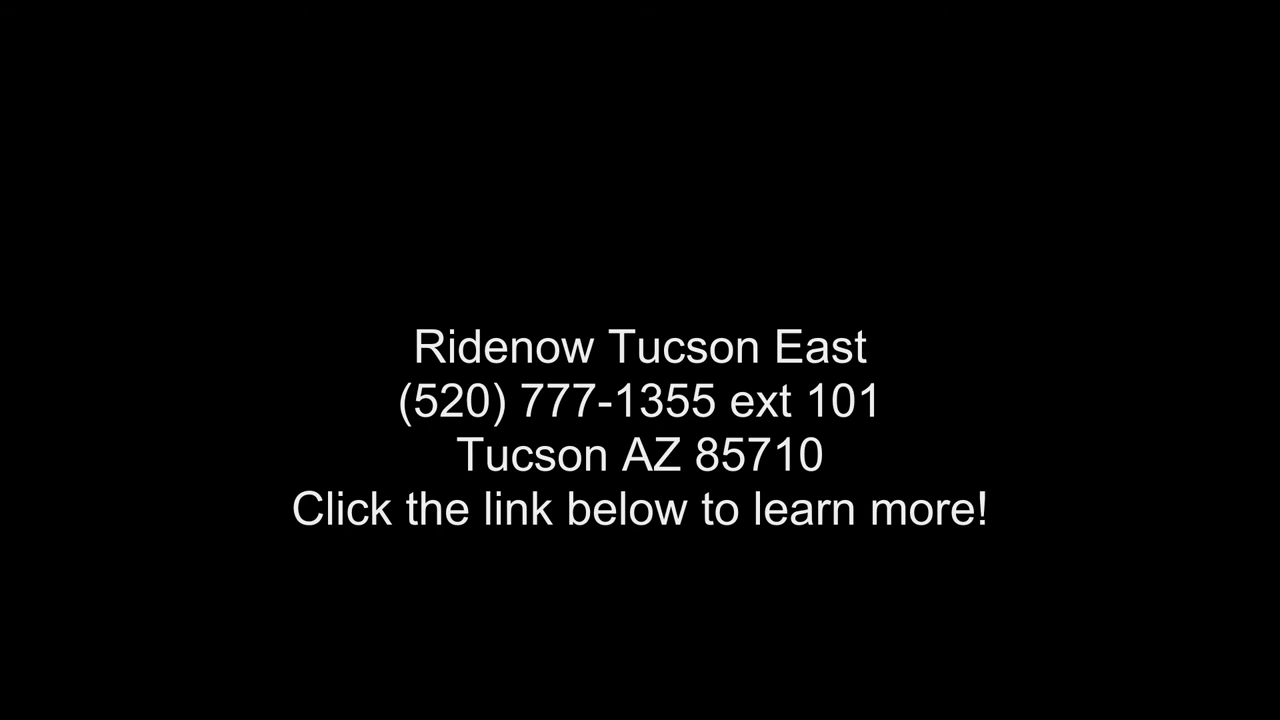 Ridenow Tucson East
(520) 777-1355 ext 101
Tucson AZ 85710
Click the link below to learn more!